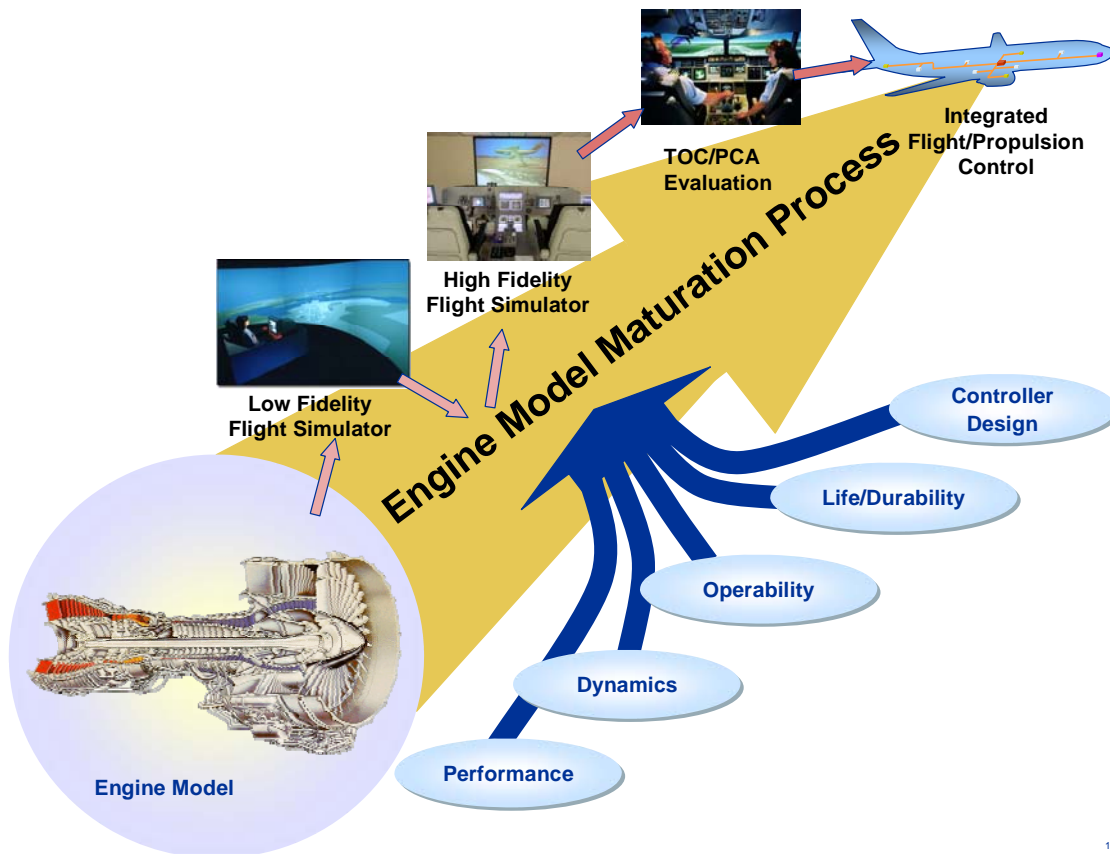 Integrated
Flight/Propulsion
Control
TOC/PCA
Evaluation
High Fidelity
Flight Simulator
Low Fidelity
Flight Simulator
Engine Model Maturation Process
Controller
Design
Life/Durability
Operability
Dynamics
Performance
Engine Model
1